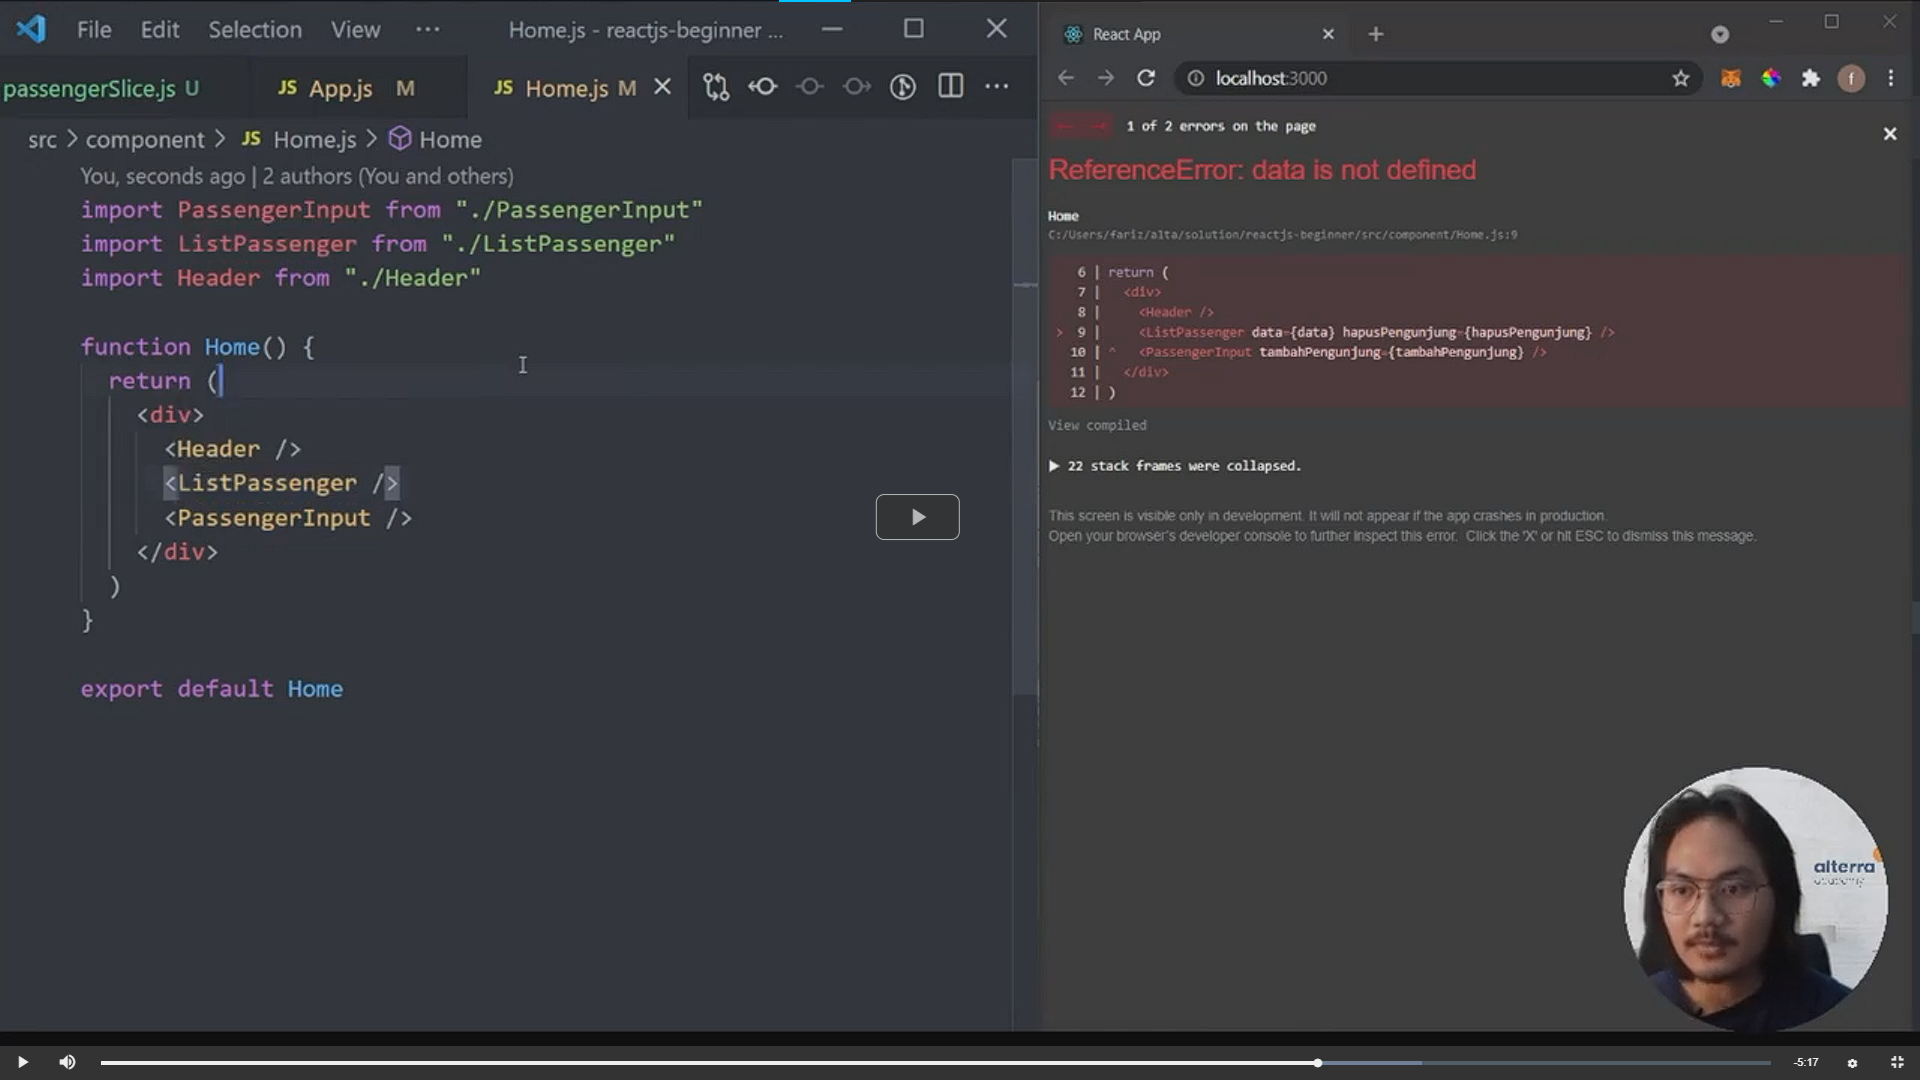 File Edit Selection View ··· Home.js - reactjs-beginner ...
passengerSlice.js U JS App.js M JS Home.js M
src > component > JS Home.js > Home
You, seconds ago | 2 authors (You and others)
import PassengerInput from "./PassengerInput"
import ListPassenger from "./ListPassenger"
import Header from "./Header"
function Home() {
return (
<div>
<Header />
<ListPassenger />
<PassengerInput />
</div>
)
}
export default Home
React App
localhost:3000
f
1 of 2 errors on the page
ReferenceError: data is not defined
Home
C:/Users/fariz/alta/solution/reactjs-beginner/src/component/Home.js:9
6 | return (
7 | <div>
8 | <Header />
> 9 | <ListPassenger data={data} hapusPengunjung={hapusPengunjung} />
10 | ^ <PassengerInput tambahPengunjung={tambahPengunjung} />
11 | </div>
12 | )
View compiled
▶ 22 stack frames were collapsed.
This screen is visible only in development. It will not appear if the app crashes in production.
Open your browser's developer console to further inspect this error. Click the 'X' or hit ESC to dismiss this message.
alterra
academy
-5:17